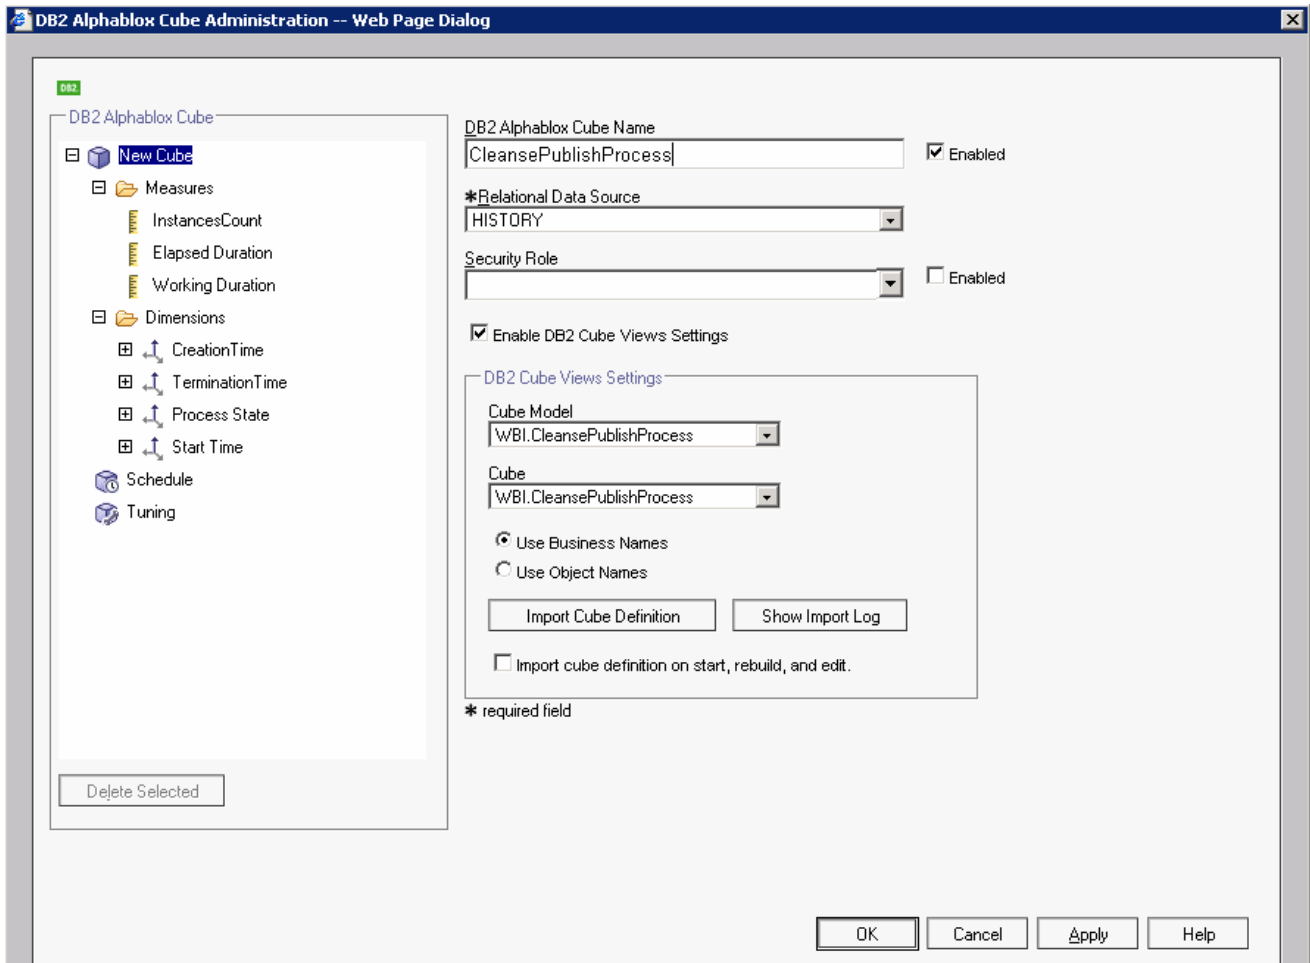 DB2 Alphablox Cube Administration -- Web Page Dialog
DB2
DB2 Alphablox Cube
New Cube
Measures
InstancesCount
Elapsed Duration
Working Duration
Dimensions
CreationTime
TerminationTime
Process State
Start Time
Schedule
Tuning
Delete Selected
DB2 Alphablox Cube Name
CleansePublishProcess
Enabled
*Relational Data Source
HISTORY
Security Role
Enabled
Enable DB2 Cube Views Settings
DB2 Cube Views Settings
Cube Model
WBI.CleansePublishProcess
Cube
WBI.CleansePublishProcess
Use Business Names
Use Object Names
Import Cube Definition
Show Import Log
Import cube definition on start, rebuild, and edit.
* required field
OK
Cancel
Apply
Help